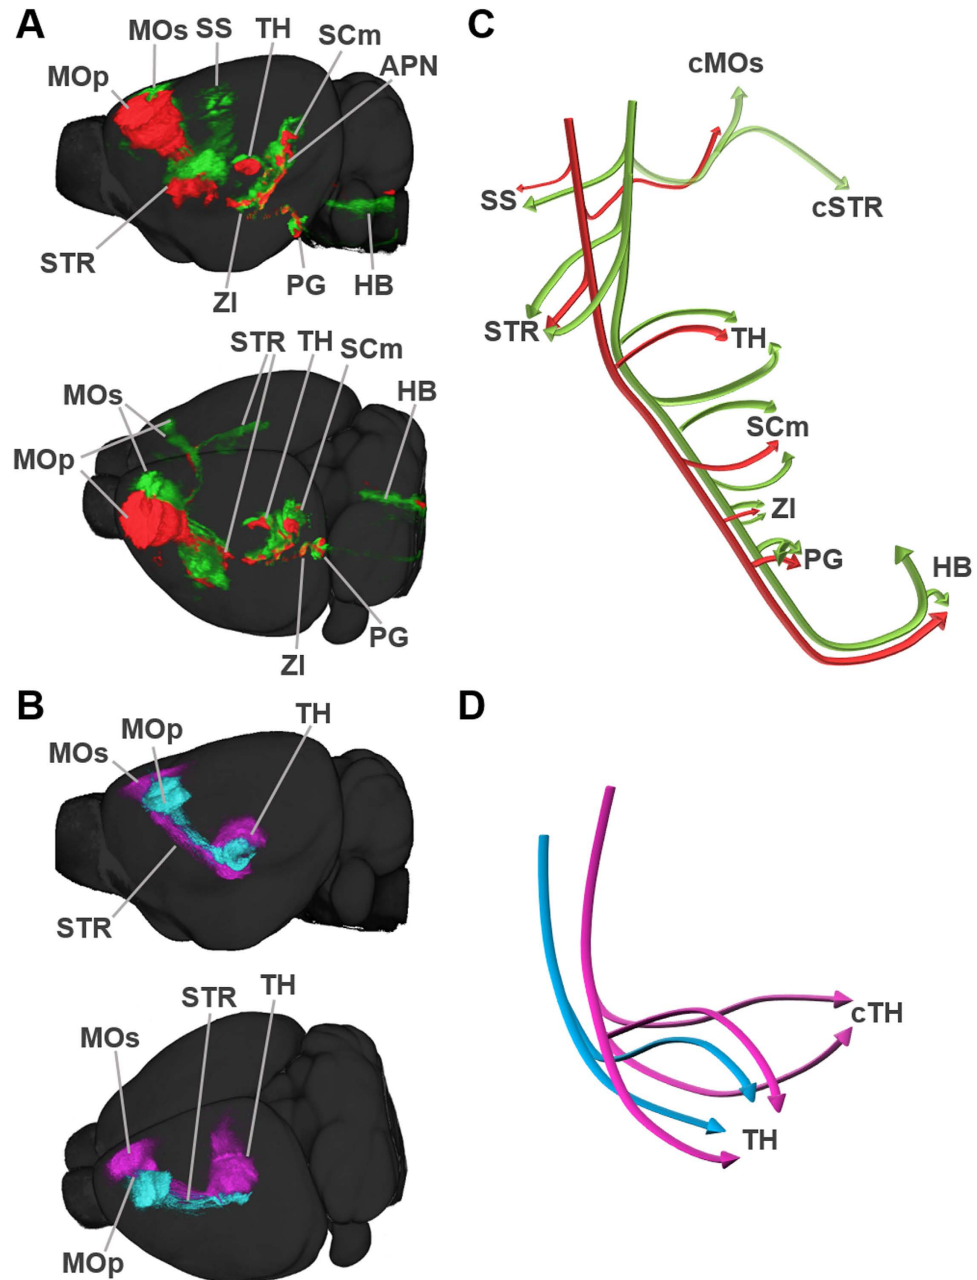 A
MOs SS TH SCm
MOp APN
STR
ZI PG HB
STR TH SCm
MOs HB
MOp
PG
ZI
C
cMOs
SS cSTR
STR TH
SCm
ZI
PG HB
B
MOp TH
MOs
STR
STR TH
MOs
MOp
D
cTH
TH